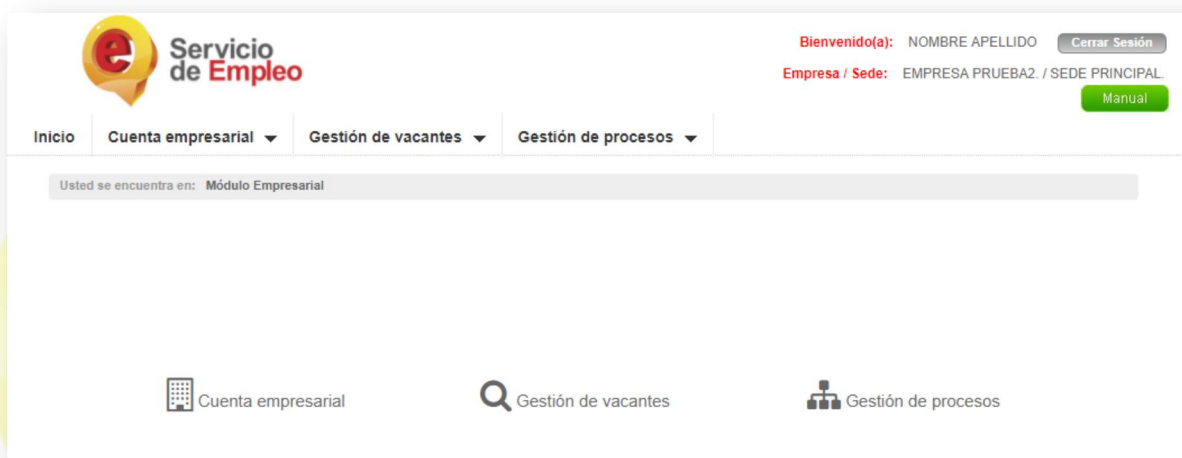 e Servicio
de Empleo
Bienvenido(a): NOMBRE APELLIDO Cerrar Sesión
Empresa / Sede: EMPRESA PRUEBA2. / SEDE PRINCIPAL.
Manual
Inicio Cuenta empresarial Gestión de vacantes Gestión de procesos
Usted se encuentra en: Módulo Empresarial
Cuenta empresarial Gestión de vacantes Gestión de procesos